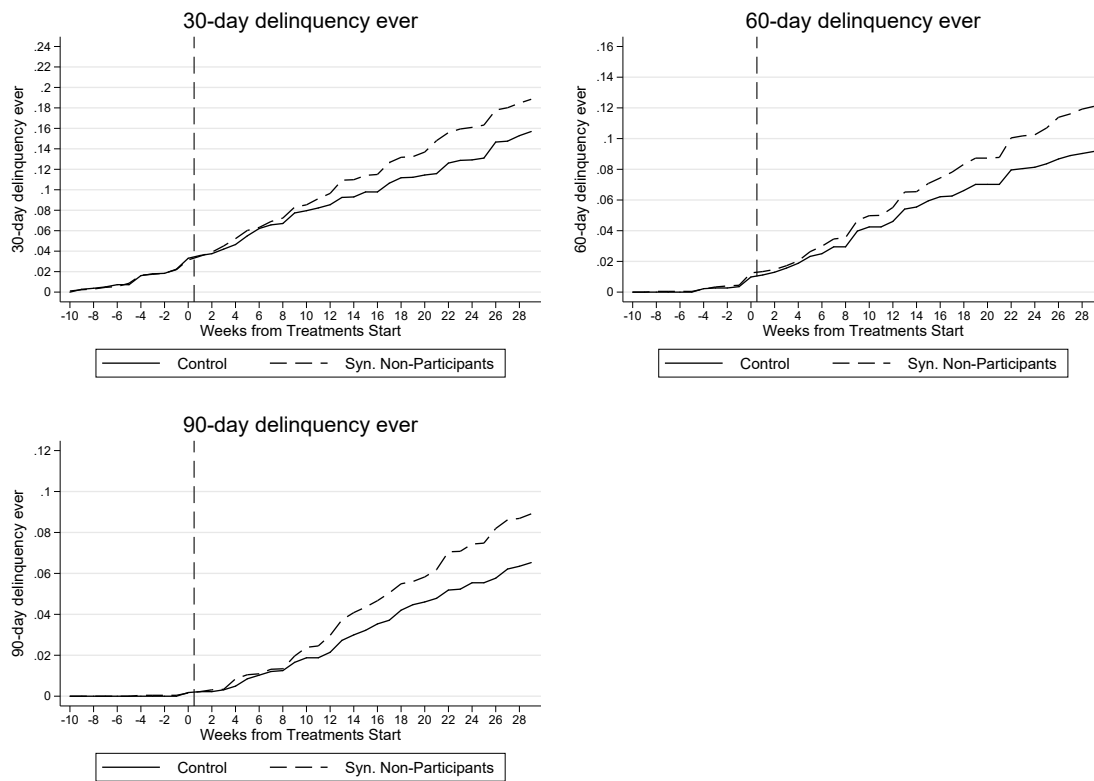 30-day delinquency ever
30-day delinquency ever
.24
.22
.2
.18
.16
.14
.12
.1
.08
.06
.04
.02
0
-10 -8 -6 -4 -2 0 2 4 6 8 10 12 14 16 18 20 22 24 26 28
Weeks from Treatments Start
Control Syn. Non-Participants
60-day delinquency ever
60-day delinquency ever
.16
.14
.12
.1
.08
.06
.04
.02
0
-10 -8 -6 -4 -2 0 2 4 6 8 10 12 14 16 18 20 22 24 26 28
Weeks from Treatments Start
Control Syn. Non-Participants
90-day delinquency ever
90-day delinquency ever
.12
.1
.08
.06
.04
.02
0
-10 -8 -6 -4 -2 0 2 4 6 8 10 12 14 16 18 20 22 24 26 28
Weeks from Treatments Start
Control Syn. Non-Participants